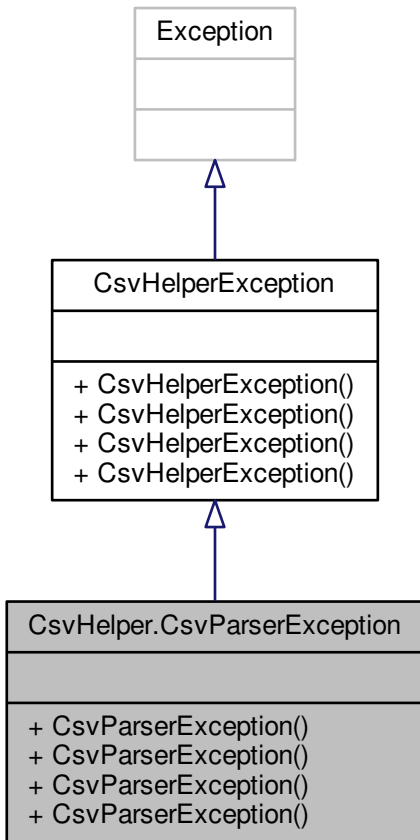 Exception
CsvHelperException
+ CsvHelperException()
+ CsvHelperException()
+ CsvHelperException()
+ CsvHelperException()
CsvHelper.CsvParserException
+ CsvParserException()
+ CsvParserException()
+ CsvParserException()
+ CsvParserException()